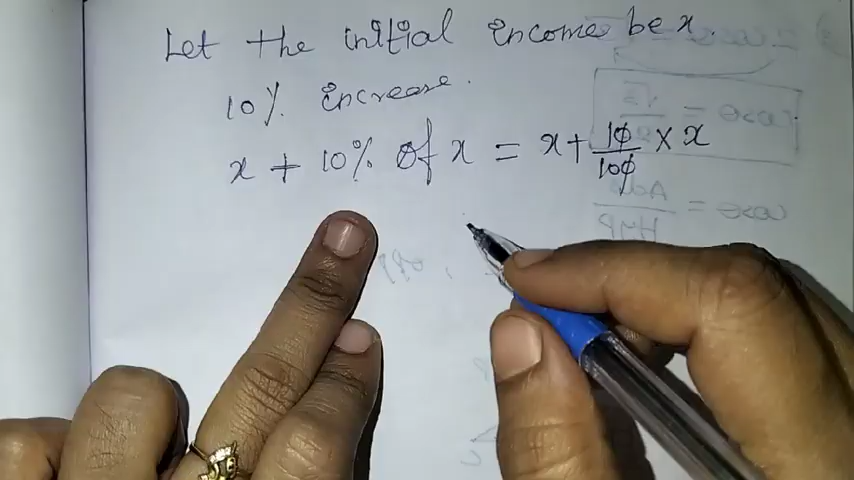 Let the initial income be x.
10% increase.
x + 10% of x = x + 10/100 × x